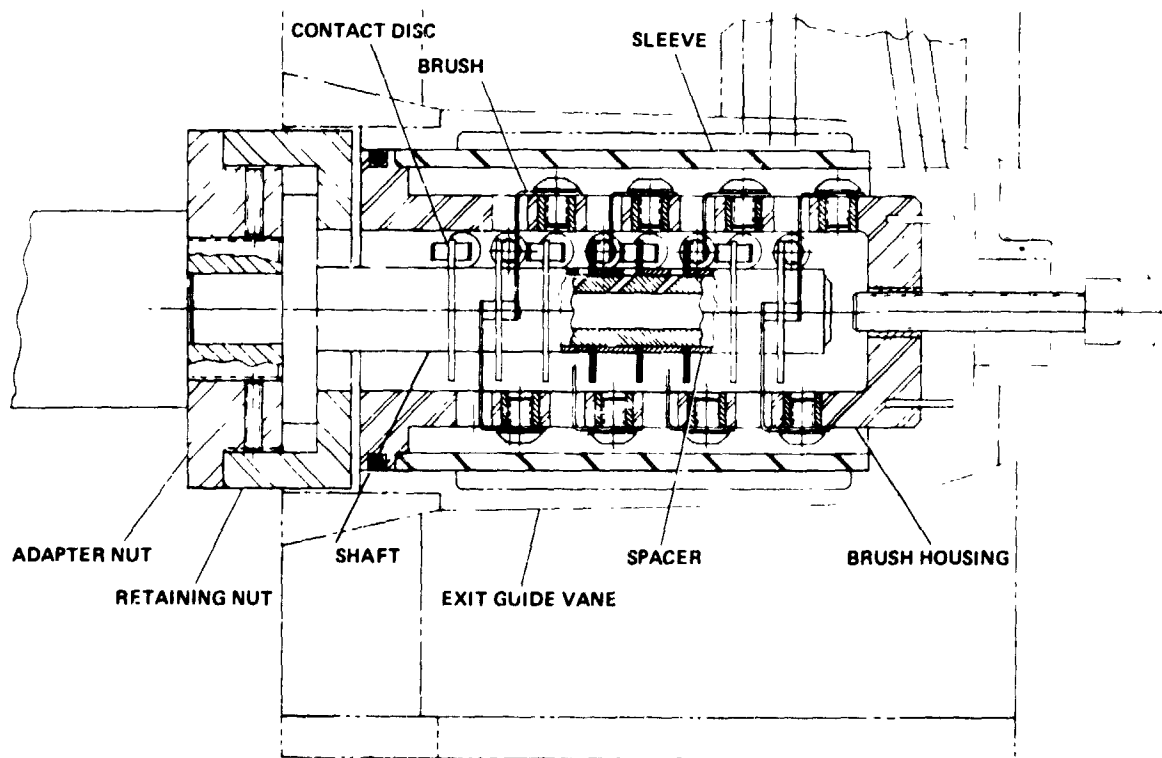 CONTACT DISC
BRUSH
SLEEVE
ADAPTER NUT
RETAINING NUT
SHAFT
EXIT GUIDE VANE
SPACER
BRUSH HOUSING